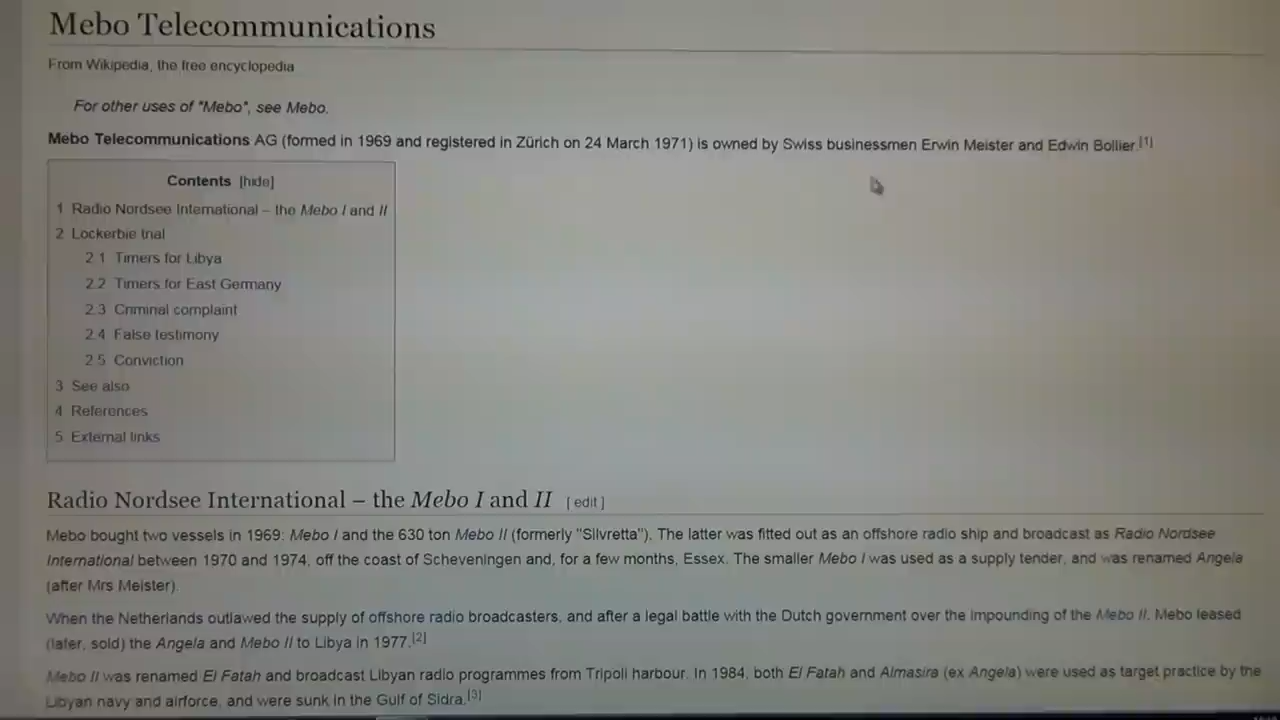 Mebo Telecommunications
From Wikipedia, the free encyclopedia
For other uses of "Mebo", see Mebo.
Mebo Telecommunications AG (formed in 1969 and registered in Zürich on 24 March 1971) is owned by Swiss businessmen Erwin Meister and Edwin Bollier.[1]
Contents [hide]
1 Radio Nordsee International – the Mebo I and II
2 Lockerbie trial
2.1 Timers for Libya
2.2 Timers for East Germany
2.3 Criminal complaint
2.4 False testimony
2.5 Conviction
3 See also
4 References
5 External links
Radio Nordsee International – the Mebo I and II [ edit ]
Mebo bought two vessels in 1969: Mebo I and the 630 ton Mebo II (formerly "Silvretta"). The latter was fitted out as an offshore radio ship and broadcast as Radio Nordsee
International between 1970 and 1974, off the coast of Scheveningen and, for a few months, Essex. The smaller Mebo I was used as a supply tender, and was renamed Angela
(after Mrs Meister).
When the Netherlands outlawed the supply of offshore radio broadcasters, and after a legal battle with the Dutch government over the impounding of the Mebo II, Mebo leased
(later, sold) the Angela and Mebo II to Libya in 1977.[2]
Mebo II was renamed El Fatah and broadcast Libyan radio programmes from Tripoli harbour. In 1984, both El Fatah and Almasira (ex Angela) were used as target practice by the
Libyan navy and airforce, and were sunk in the Gulf of Sidra.[3]